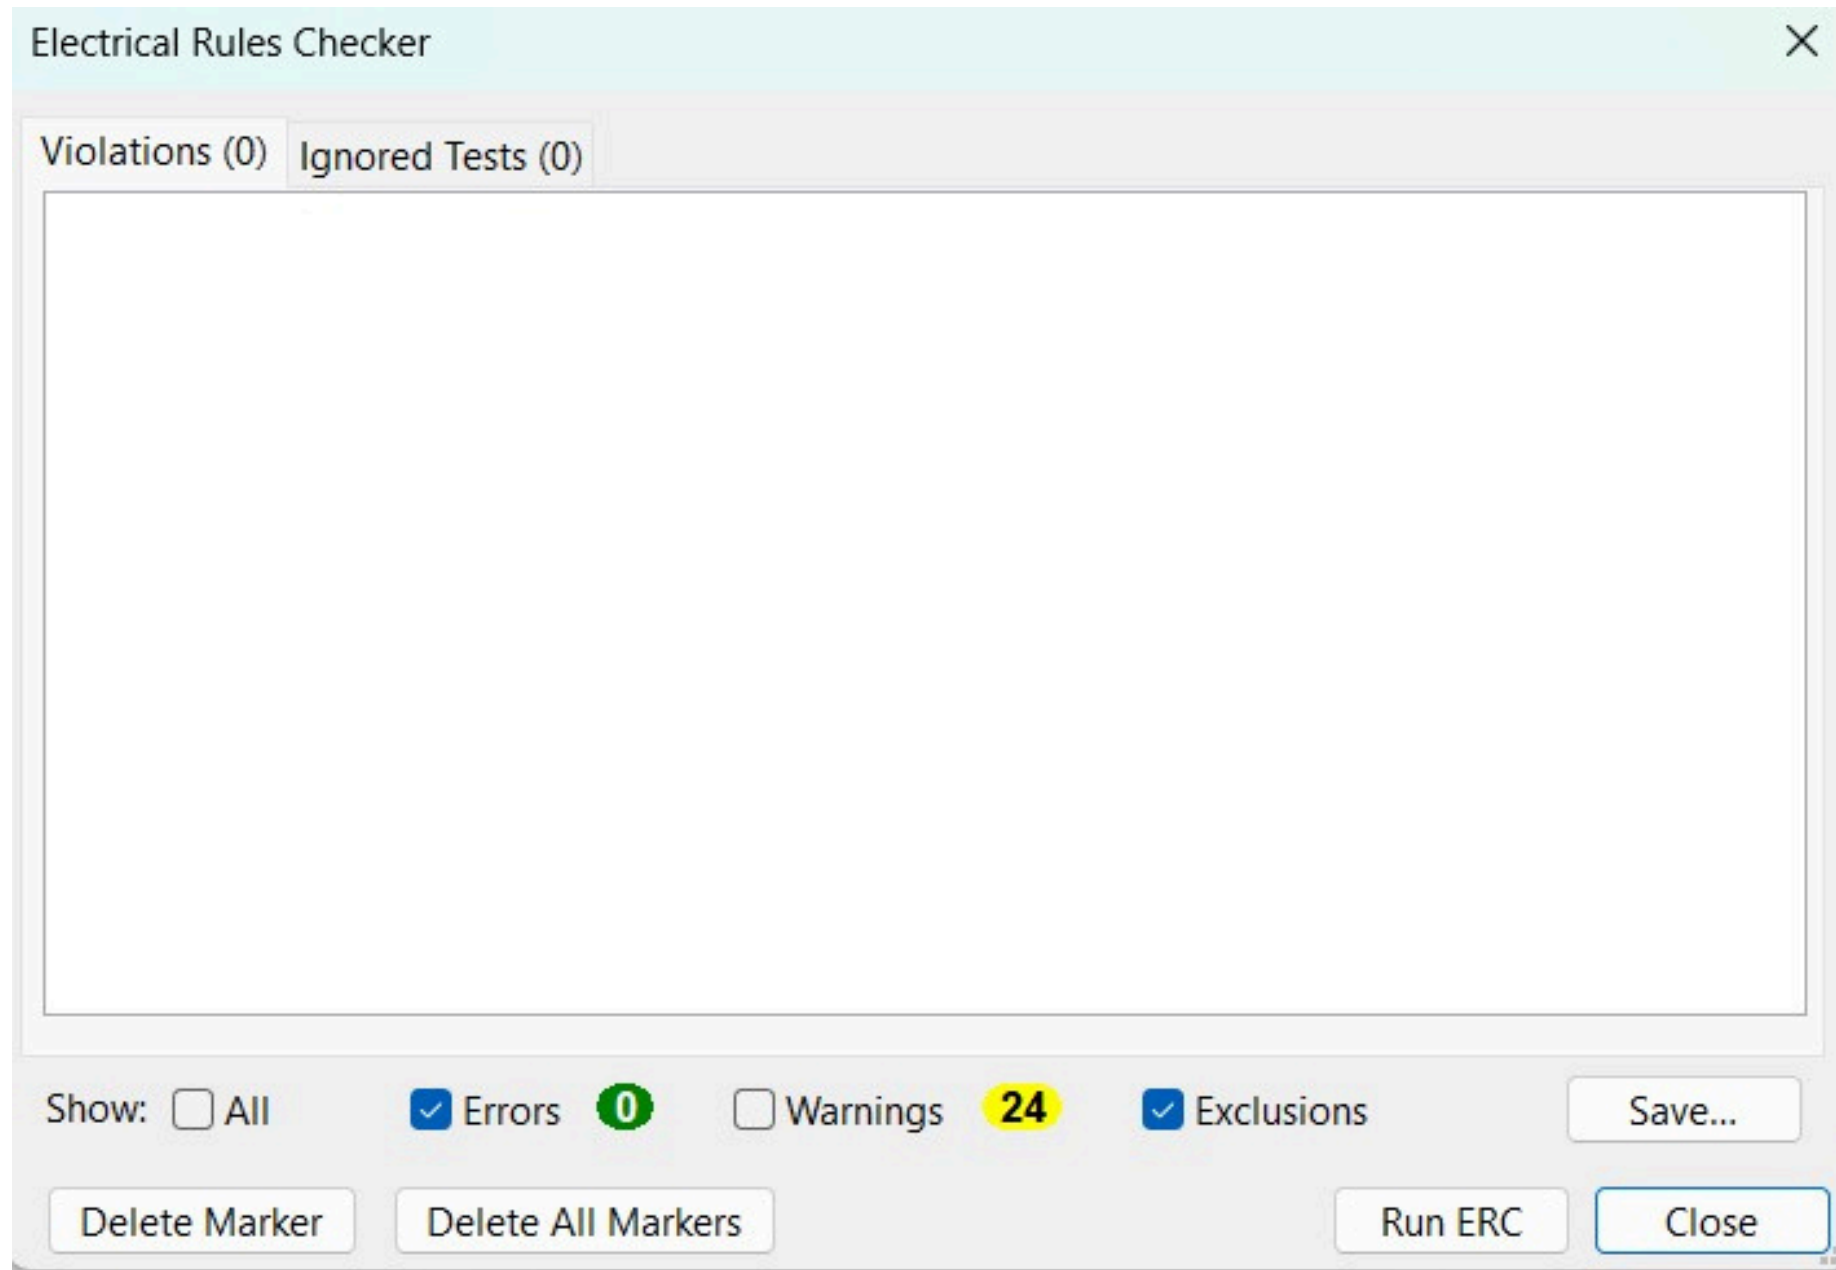 Electrical Rules Checker
Violations (0) Ignored Tests (0)
Show: All Errors 0 Warnings 24 Exclusions Save...
Delete Marker Delete All Markers Run ERC Close